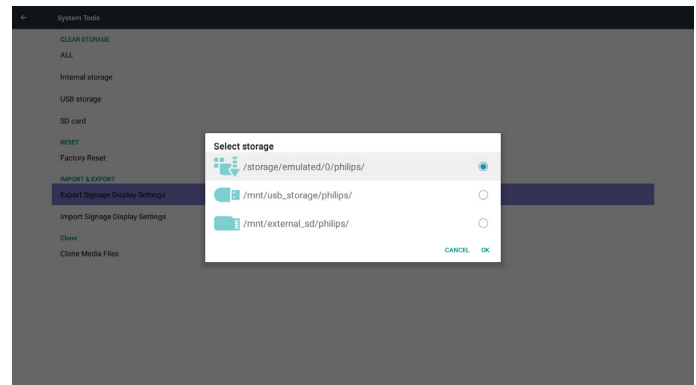 System Tools
CLEAR STORAGE
ALL
Internal storage
USB storage
SD card
RESET
Factory Reset
IMPORT & EXPORT
Export Signage Display Settings
Import Signage Display Settings
Clone
Clone Media Files
Select storage
/storage/emulated/0/philips/
/mnt/usb_storage/philips/
/mnt/external_sd/philips/
CANCEL OK